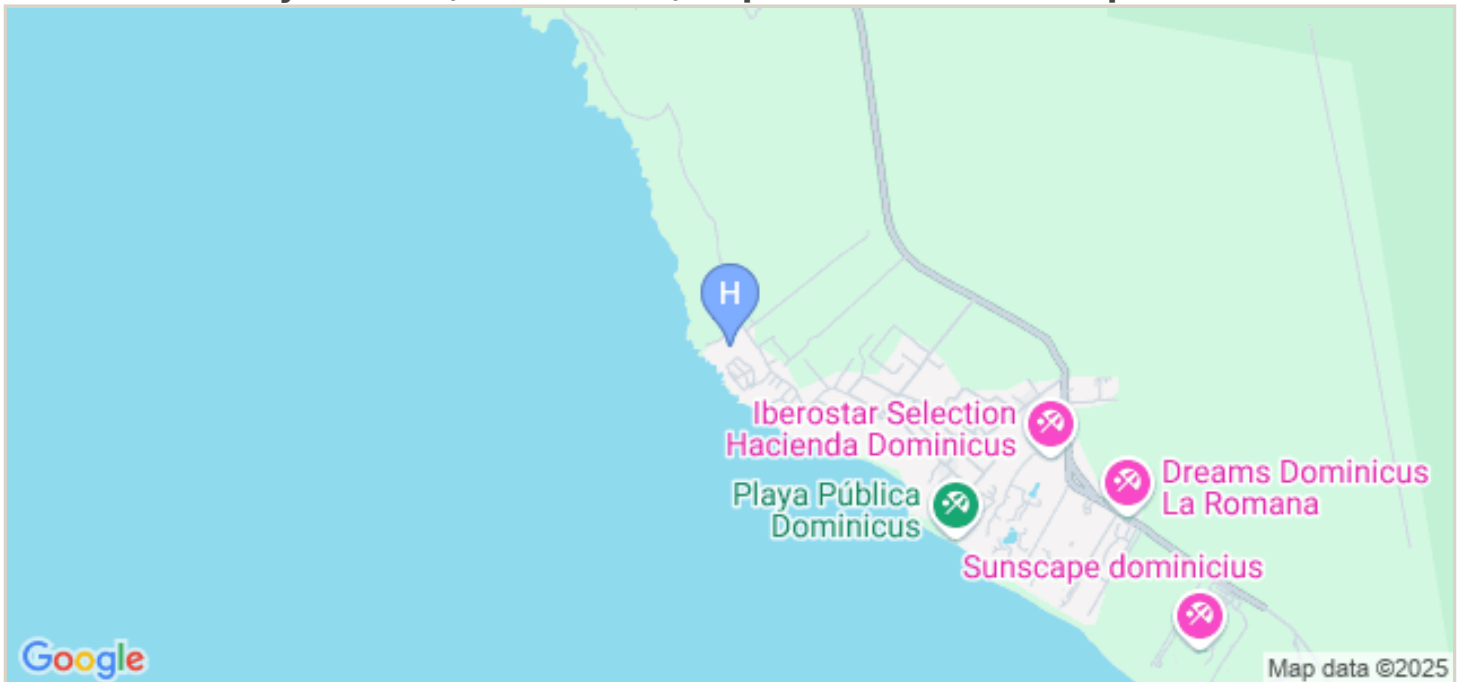 H
Iberostar Selection
Hacienda Dominicus
Dreams Dominicus
La Romana
Playa Pública
Dominicus
Sunscape dominicius
Google
Map data ©2025